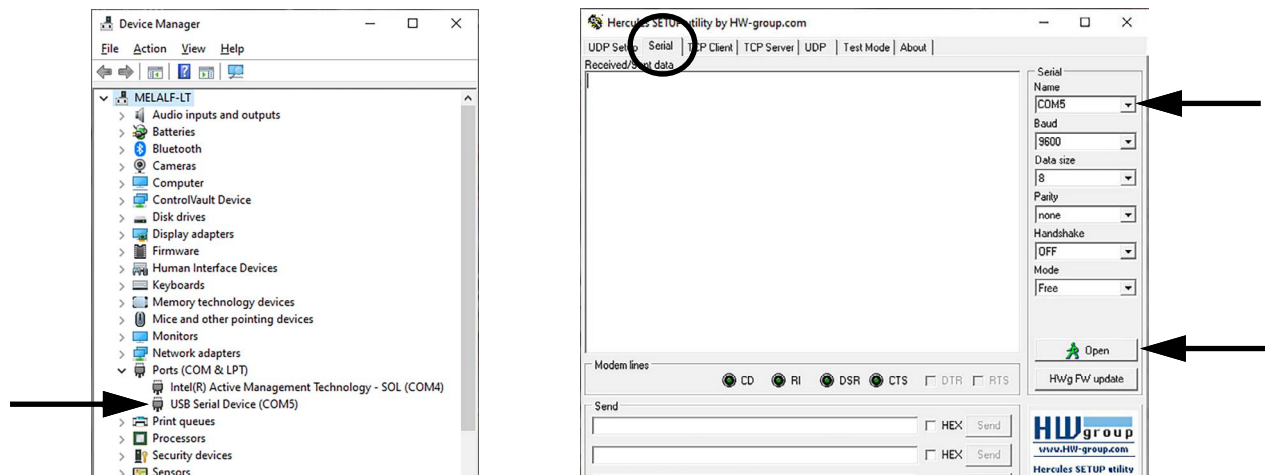 Device Manager
File Action View Help
MELALF-LT
Audio inputs and outputs
Batteries
Bluetooth
Cameras
Computer
ControlVault Device
Disk drives
Display adapters
Firmware
Human Interface Devices
Keyboards
Memory technology devices
Mice and other pointing devices
Monitors
Network adapters
Ports (COM & LPT)
Intel(R) Active Management Technology - SOL (COM4)
USB Serial Device (COM5)
Print queues
Processors
Security devices
Sensors
Hercules SETUP utility by HW-group.com
UDP Setup Serial TCP Client TCP Server UDP Test Mode About
Received/Sent data
Serial
Name
COM5
Baud
9600
Data size
8
Parity
none
Handshake
OFF
Mode
Free
Open
HWg FW update
Modem lines
CD RI DSR CTS DTR RTS
Send
HEX Send
HEX Send
HW group
www.HW-group.com
Hercules SETUP utility